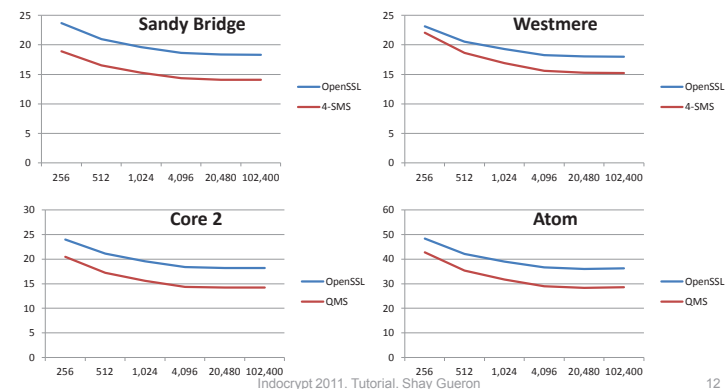 Sandy Bridge
25
20
15
10
5
0
256 512 1,024 4,096 20,480 102,400
OpenSSL
4-SMS
Westmere
25
20
15
10
5
0
256 512 1,024 4,096 20,480 102,400
OpenSSL
4-SMS
Core 2
30
25
20
15
10
5
0
256 512 1,024 4,096 20,480 102,400
OpenSSL
QMS
Atom
60
50
40
30
20
10
0
256 512 1,024 4,096 20,480 102,400
OpenSSL
QMS
Indocrypt 2011. Tutorial. Shay Gueron
12